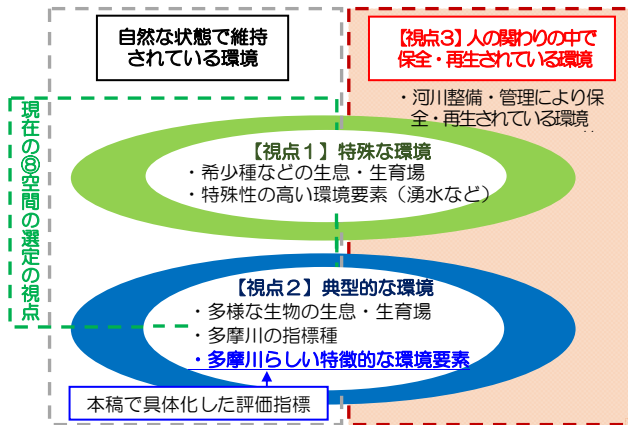 自然な状態で維持
されている環境
【視点3】人の関わりの中で
保全・再生されている環境
・河川整備・管理により保
全・再生されている環境
現在の⑧空間の選定の視点
【視点1】特殊な環境
・希少種などの生息・生育場
・特殊性の高い環境要素（湧水など）
【視点2】典型的な環境
・多様な生物の生息・生育場
・多摩川の指標種
・多摩川らしい特徴的な環境要素
本稿で具体化した評価指標